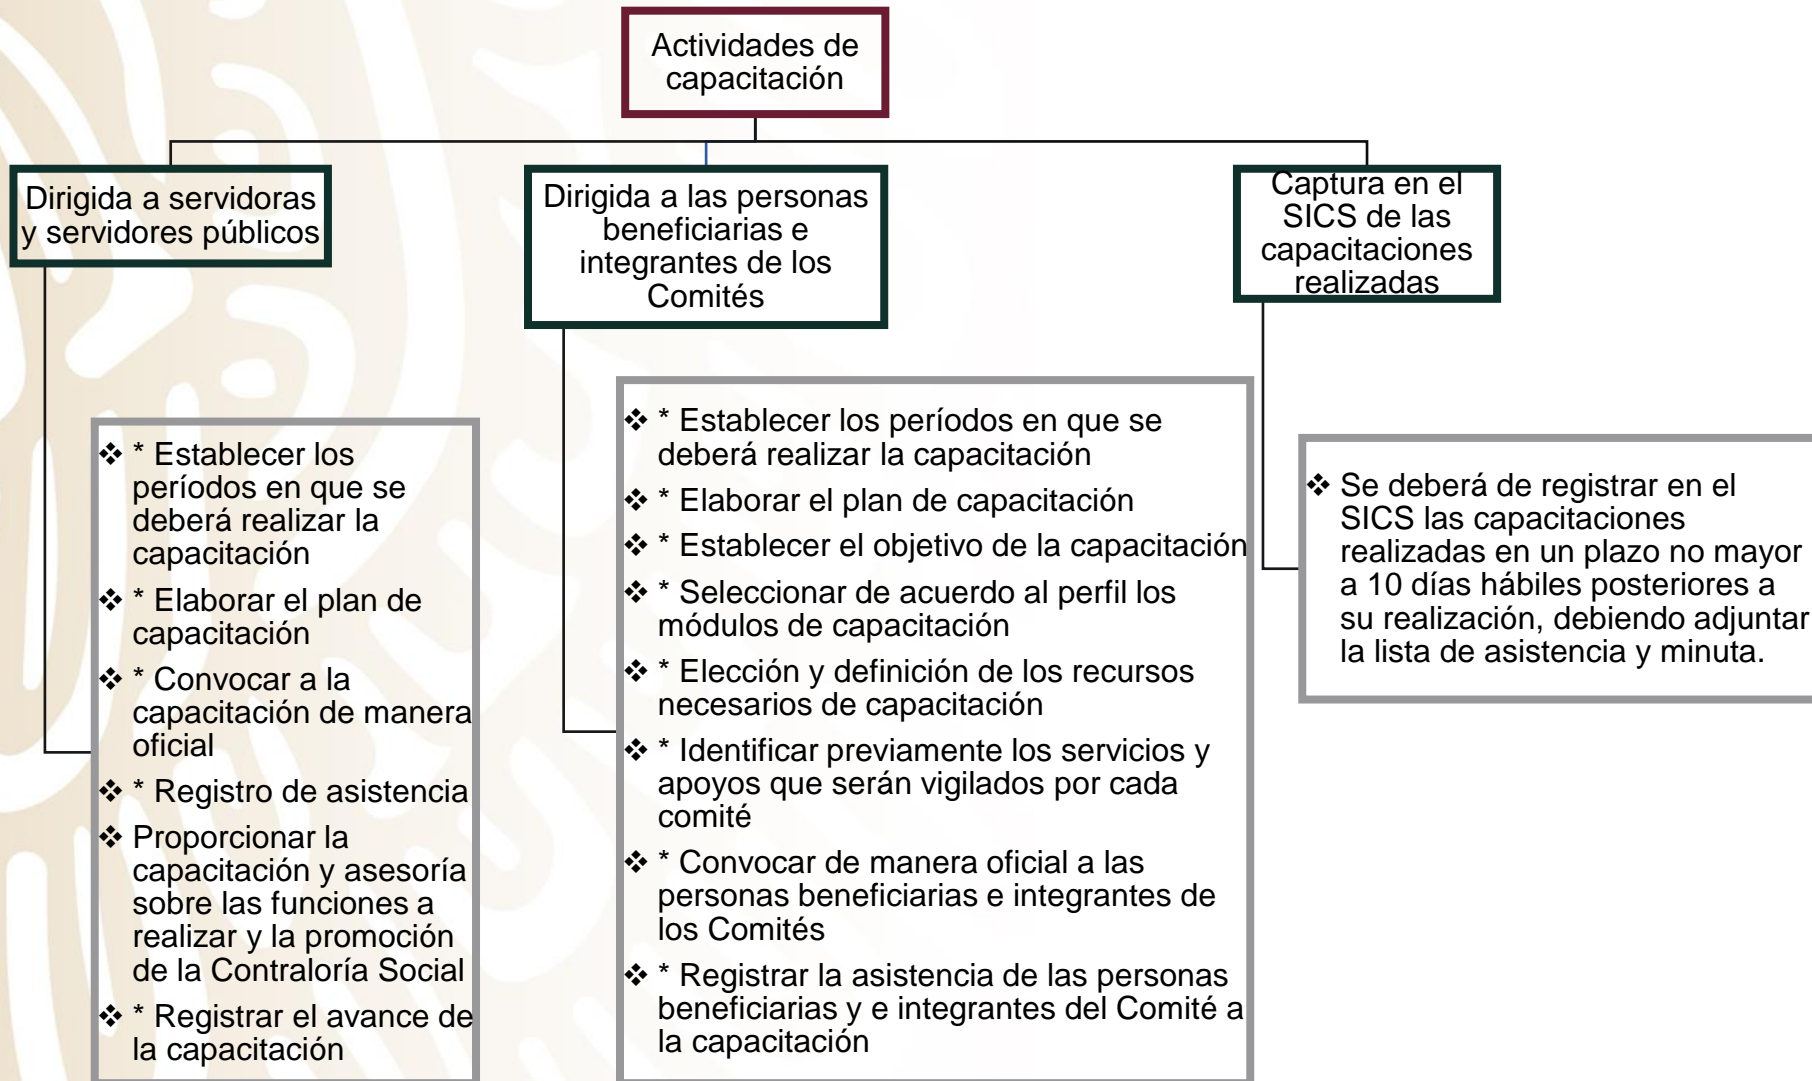 Actividades de
capacitación
Dirigida a servidoras
y servidores públicos
Dirigida a las personas
beneficiarias e
integrantes de los
Comités
Captura en el
SICS de las
capacitaciones
realizadas
❖ * Establecer los
períodos en que se
deberá realizar la
capacitación
❖ * Elaborar el plan de
capacitación
❖ * Convocar a la
capacitación de manera
oficial
❖ * Registro de asistencia
❖ Proporcionar la
capacitación y asesoría
sobre las funciones a
realizar y la promoción
de la Contraloría Social
❖ * Registrar el avance de
la capacitación
❖ * Establecer los períodos en que se
deberá realizar la capacitación
❖ * Elaborar el plan de capacitación
❖ * Establecer el objetivo de la capacitación
❖ * Seleccionar de acuerdo al perfil los
módulos de capacitación
❖ * Elección y definición de los recursos
necesarios de capacitación
❖ * Identificar previamente los servicios y
apoyos que serán vigilados por cada
comité
❖ * Convocar de manera oficial a las
personas beneficiarias e integrantes de
los Comités
❖ * Registrar la asistencia de las personas
beneficiarias y e integrantes del Comité a
la capacitación
❖ Se deberá de registrar en el
SICS las capacitaciones
realizadas en un plazo no mayor
a 10 días hábiles posteriores a
su realización, debiendo adjuntar
la lista de asistencia y minuta.